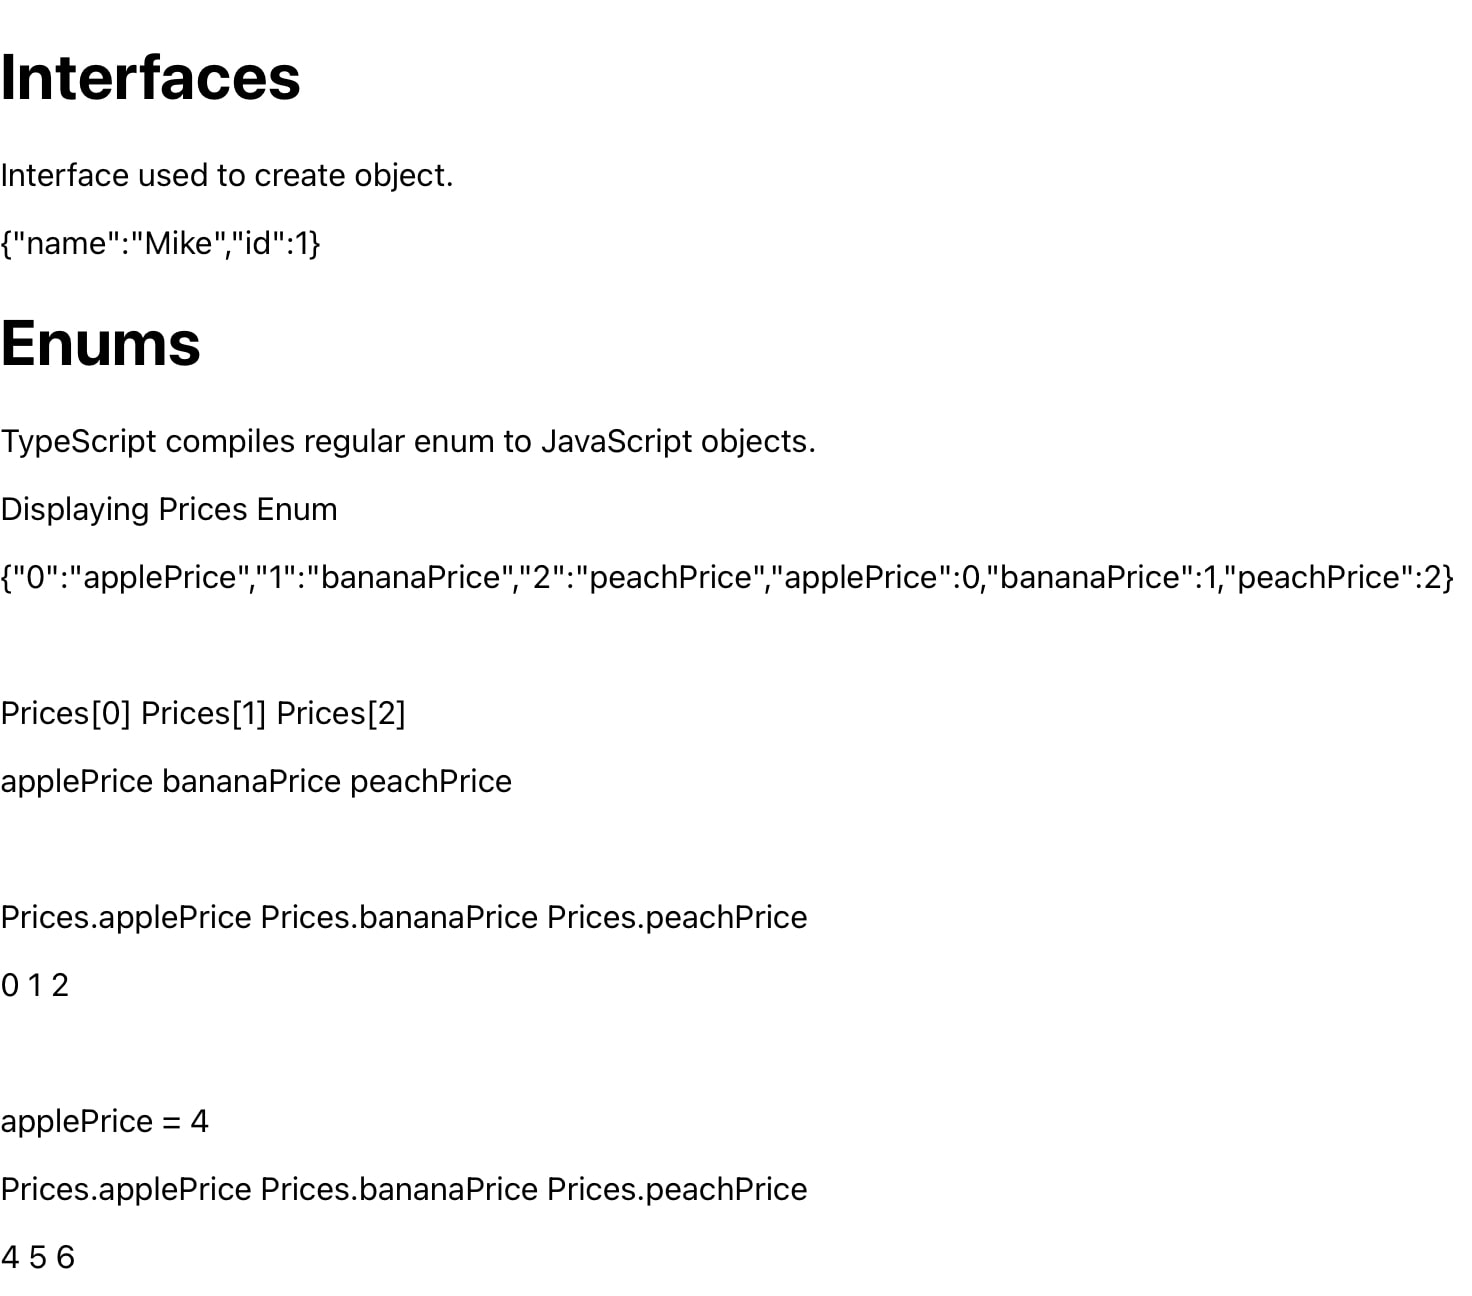 Interfaces
Interface used to create object.
{"name":"Mike","id":1}
Enums
TypeScript compiles regular enum to JavaScript objects.
Displaying Prices Enum
{"0":"applePrice","1":"bananaPrice","2":"peachPrice","applePrice":0,"bananaPrice":1,"peachPrice":2}
Prices[0] Prices[1] Prices[2]
applePrice bananaPrice peachPrice
Prices.applePrice Prices.bananaPrice Prices.peachPrice
0 1 2
applePrice = 4
Prices.applePrice Prices.bananaPrice Prices.peachPrice
4 5 6